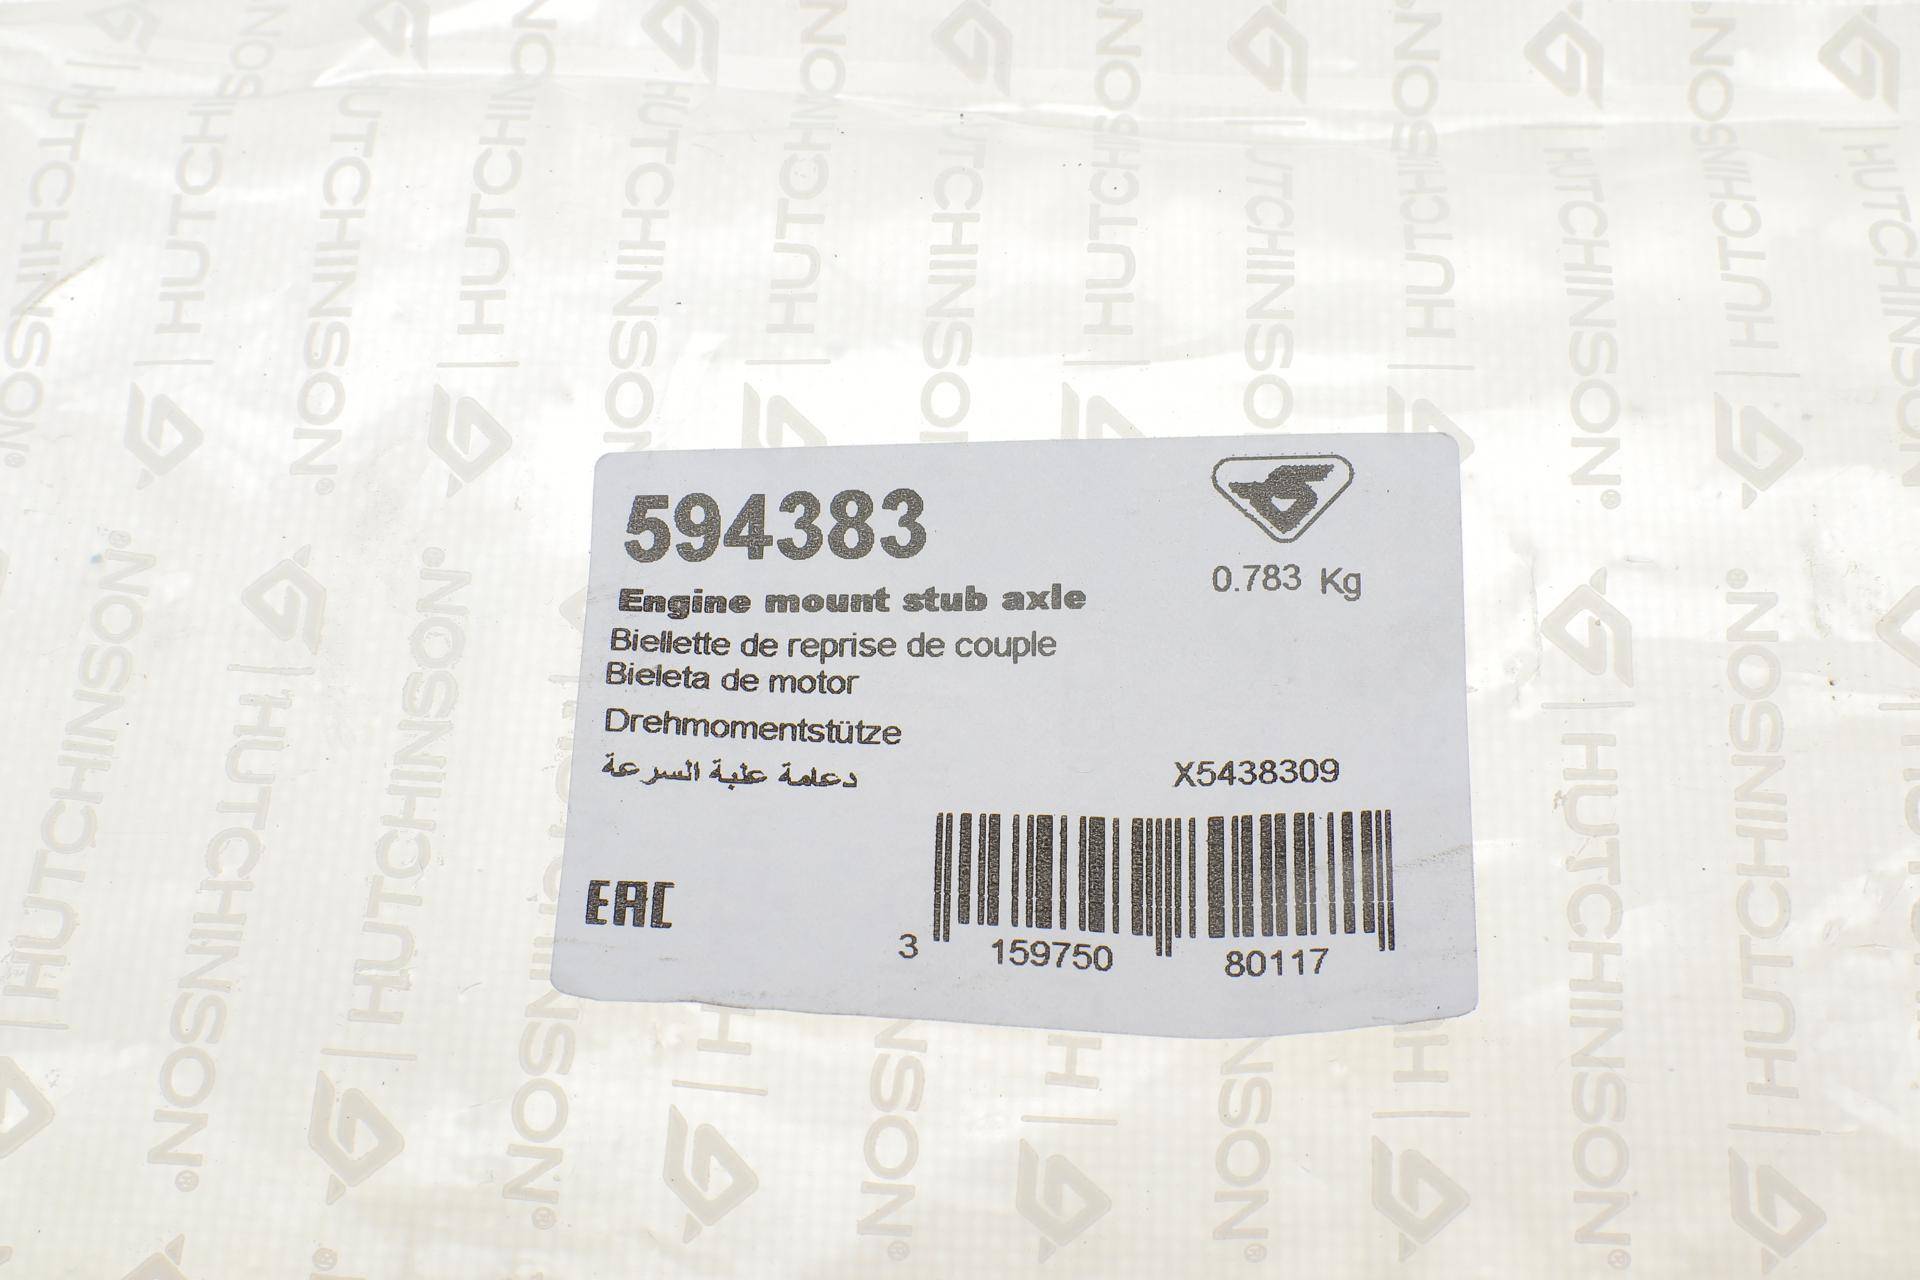 HUTCHINSON®
594383
0.783 Kg
Engine mount stub axle
Biellette de reprise de couple
Bieleta de motor
Drehmomentstütze
دعامة علبة السرعة
X5438309
EAC
3 159750 80117